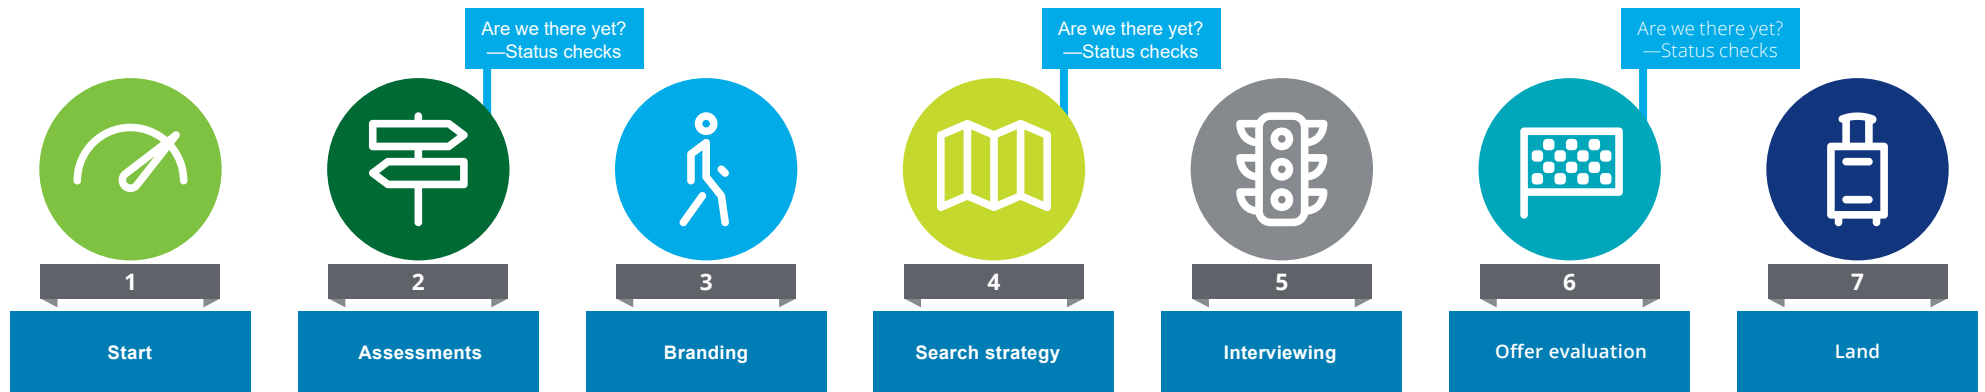 Are we there yet?
—Status checks
Are we there yet?
—Status checks
Are we there yet?
—Status checks
1
2
3
4
5
6
7
Start
Assessments
Branding
Search strategy
Interviewing
Offer evaluation
Land